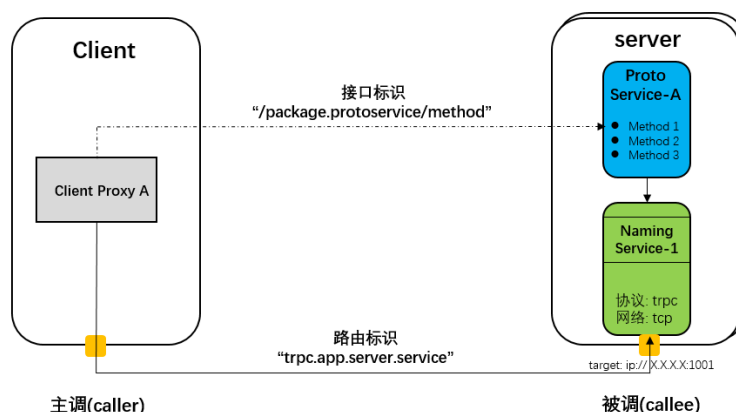 Client
server
接口标识
“/package.protoservice/method”
Proto
Service-A
Method 1
Method 2
Method 3
Client Proxy A
Naming
Service-1
协议: trpc
网络: tcp
路由标识
“trpc.app.server.service”
target: ip:// X.X.X.X:1001
主调(caller)
被调(callee)